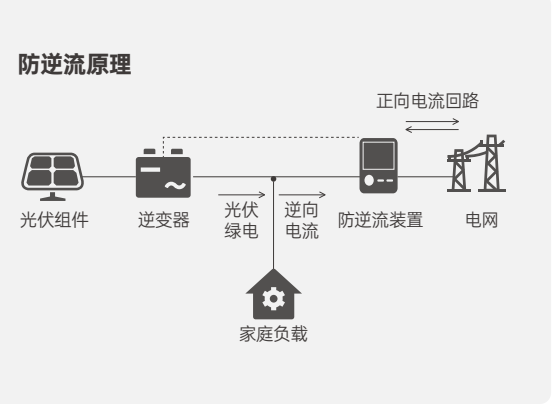 防逆流原理
正向电流回路
光伏组件
逆变器
光伏
绿电
逆向
电流
防逆流装置
电网
家庭负载